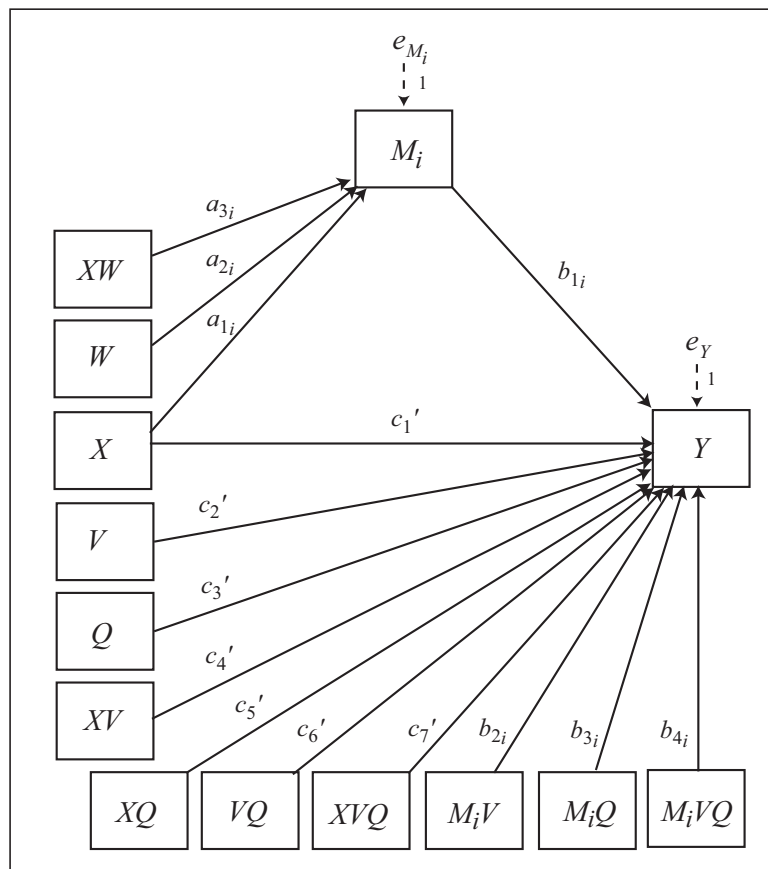 e_{M_i}
1
M_i
a_{3_i}
XW
a_{2_i}
b_{1_i}
a_{1_i}
W
e_Y
1
c_1′
X
Y
c_2′
V
c_3′
Q
c_4′
XV
c_5′
c_6′
c_7′
b_{2_i}
b_{3_i}
b_{4_i}
XQ
VQ
XVQ
M_iV
M_iQ
M_iVQ